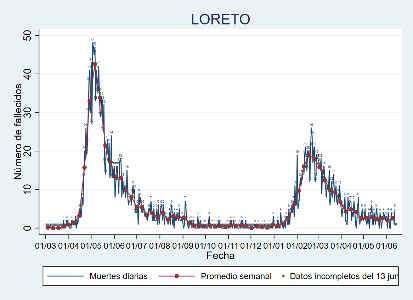 LORETO
Número de fallecidos
50
40
30
20
10
0
01/03 01/04 01/05 01/06 01/07 01/08 01/09 01/10 01/11 01/12 01/01 01/02 01/03 01/04 01/05 01/06
Fecha
Muertes diarias Promedio semanal Datos incompletos del 13 jun